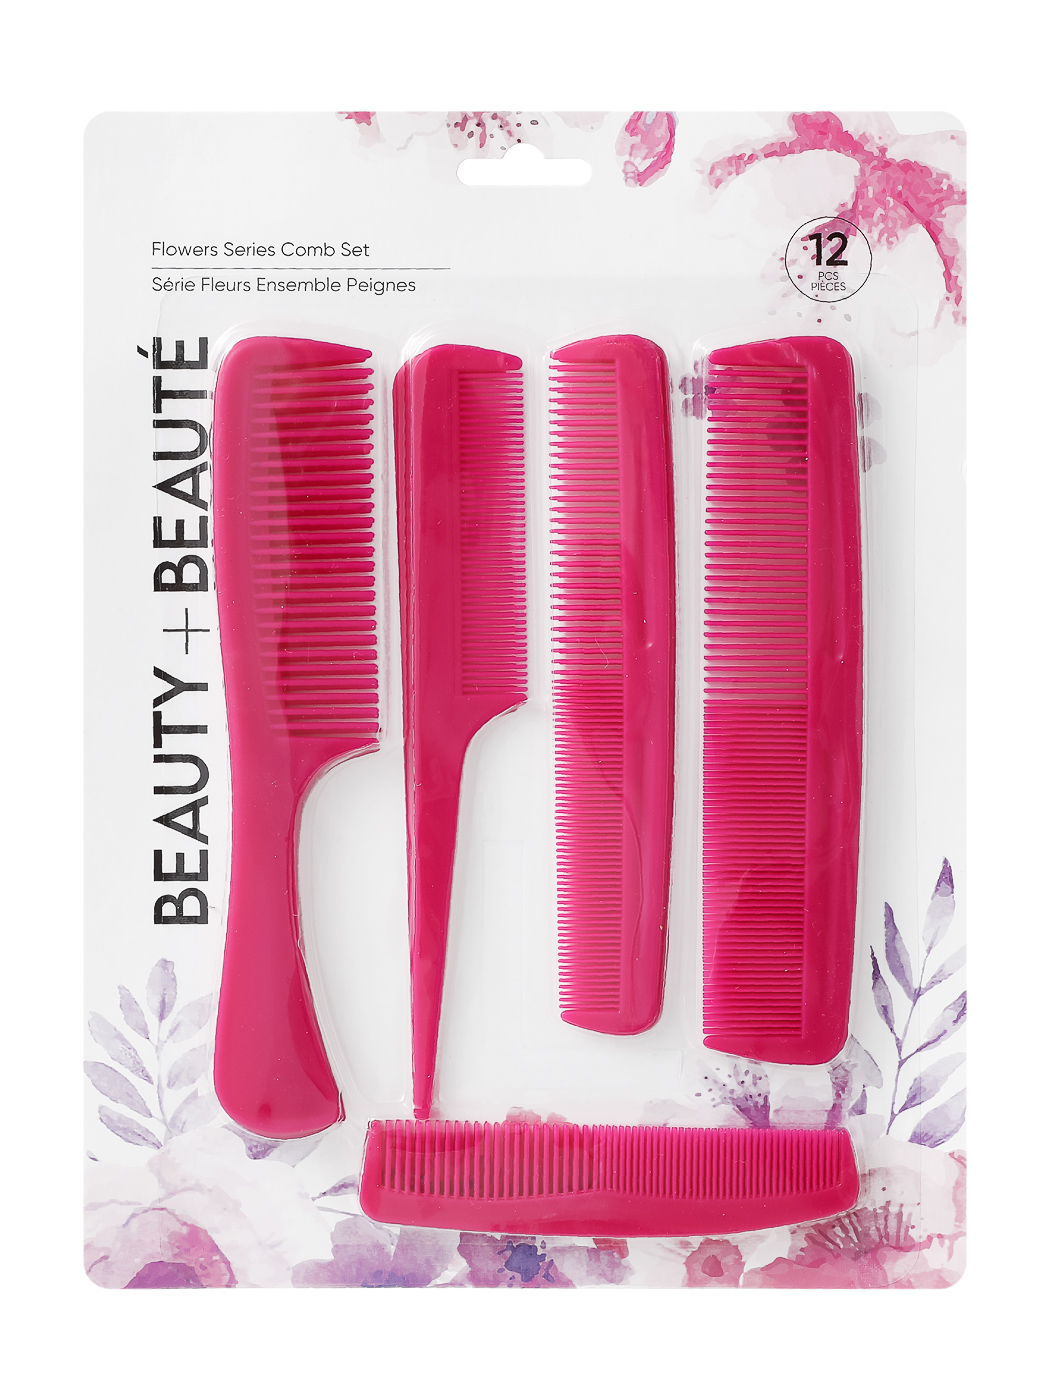 Flowers Series Comb Set
Série Fleurs Ensemble Peignes
12
PCS
PIÈCES
BEAUTY + BEAUTÉ